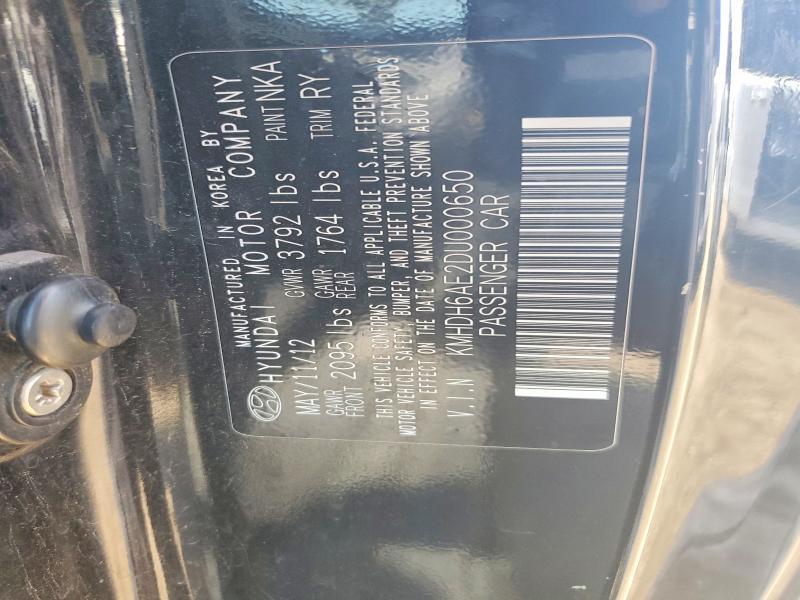 MANUFACTURED IN KOREA BY
HYUNDAI MOTOR COMPANY
MAY/11/12 GVWR 3792 lbs PAINT NKA
GAWR FRONT 2095 lbs GAWR REAR 1764 lbs TRIM RY
THIS VEHICLE CONFORMS TO ALL APPLICABLE U.S.A. FEDERAL
MOTOR VEHICLE SAFETY, BUMPER, AND THEFT PREVENTION STANDARDS
IN EFFECT ON THE DATE OF MANUFACTURE SHOWN ABOVE
V.I.N KMHDH6AE2DU000650
PASSENGER CAR